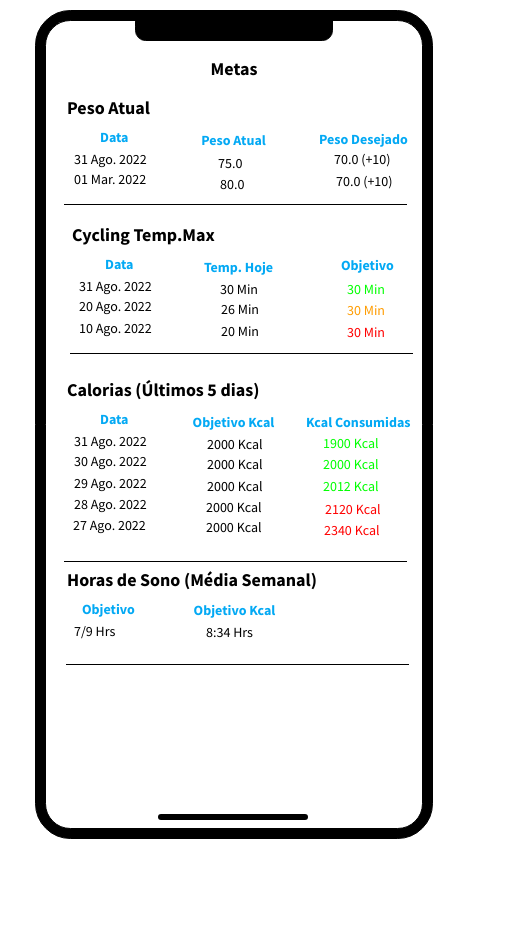 Metas
Peso Atual
Data Peso Atual Peso Desejado
31 Ago. 2022 75.0 70.0 (+10)
01 Mar. 2022 80.0 70.0 (+10)
Cycling Temp.Max
Data Temp. Hoje Objetivo
31 Ago. 2022 30 Min 30 Min
20 Ago. 2022 26 Min 30 Min
10 Ago. 2022 20 Min 30 Min
Calorias (Últimos 5 dias)
Data Objetivo Kcal Kcal Consumidas
31 Ago. 2022 2000 Kcal 1900 Kcal
30 Ago. 2022 2000 Kcal 2000 Kcal
29 Ago. 2022 2000 Kcal 2012 Kcal
28 Ago. 2022 2000 Kcal 2120 Kcal
27 Ago. 2022 2000 Kcal 2340 Kcal
Horas de Sono (Média Semanal)
Objetivo Objetivo Kcal
7/9 Hrs 8:34 Hrs